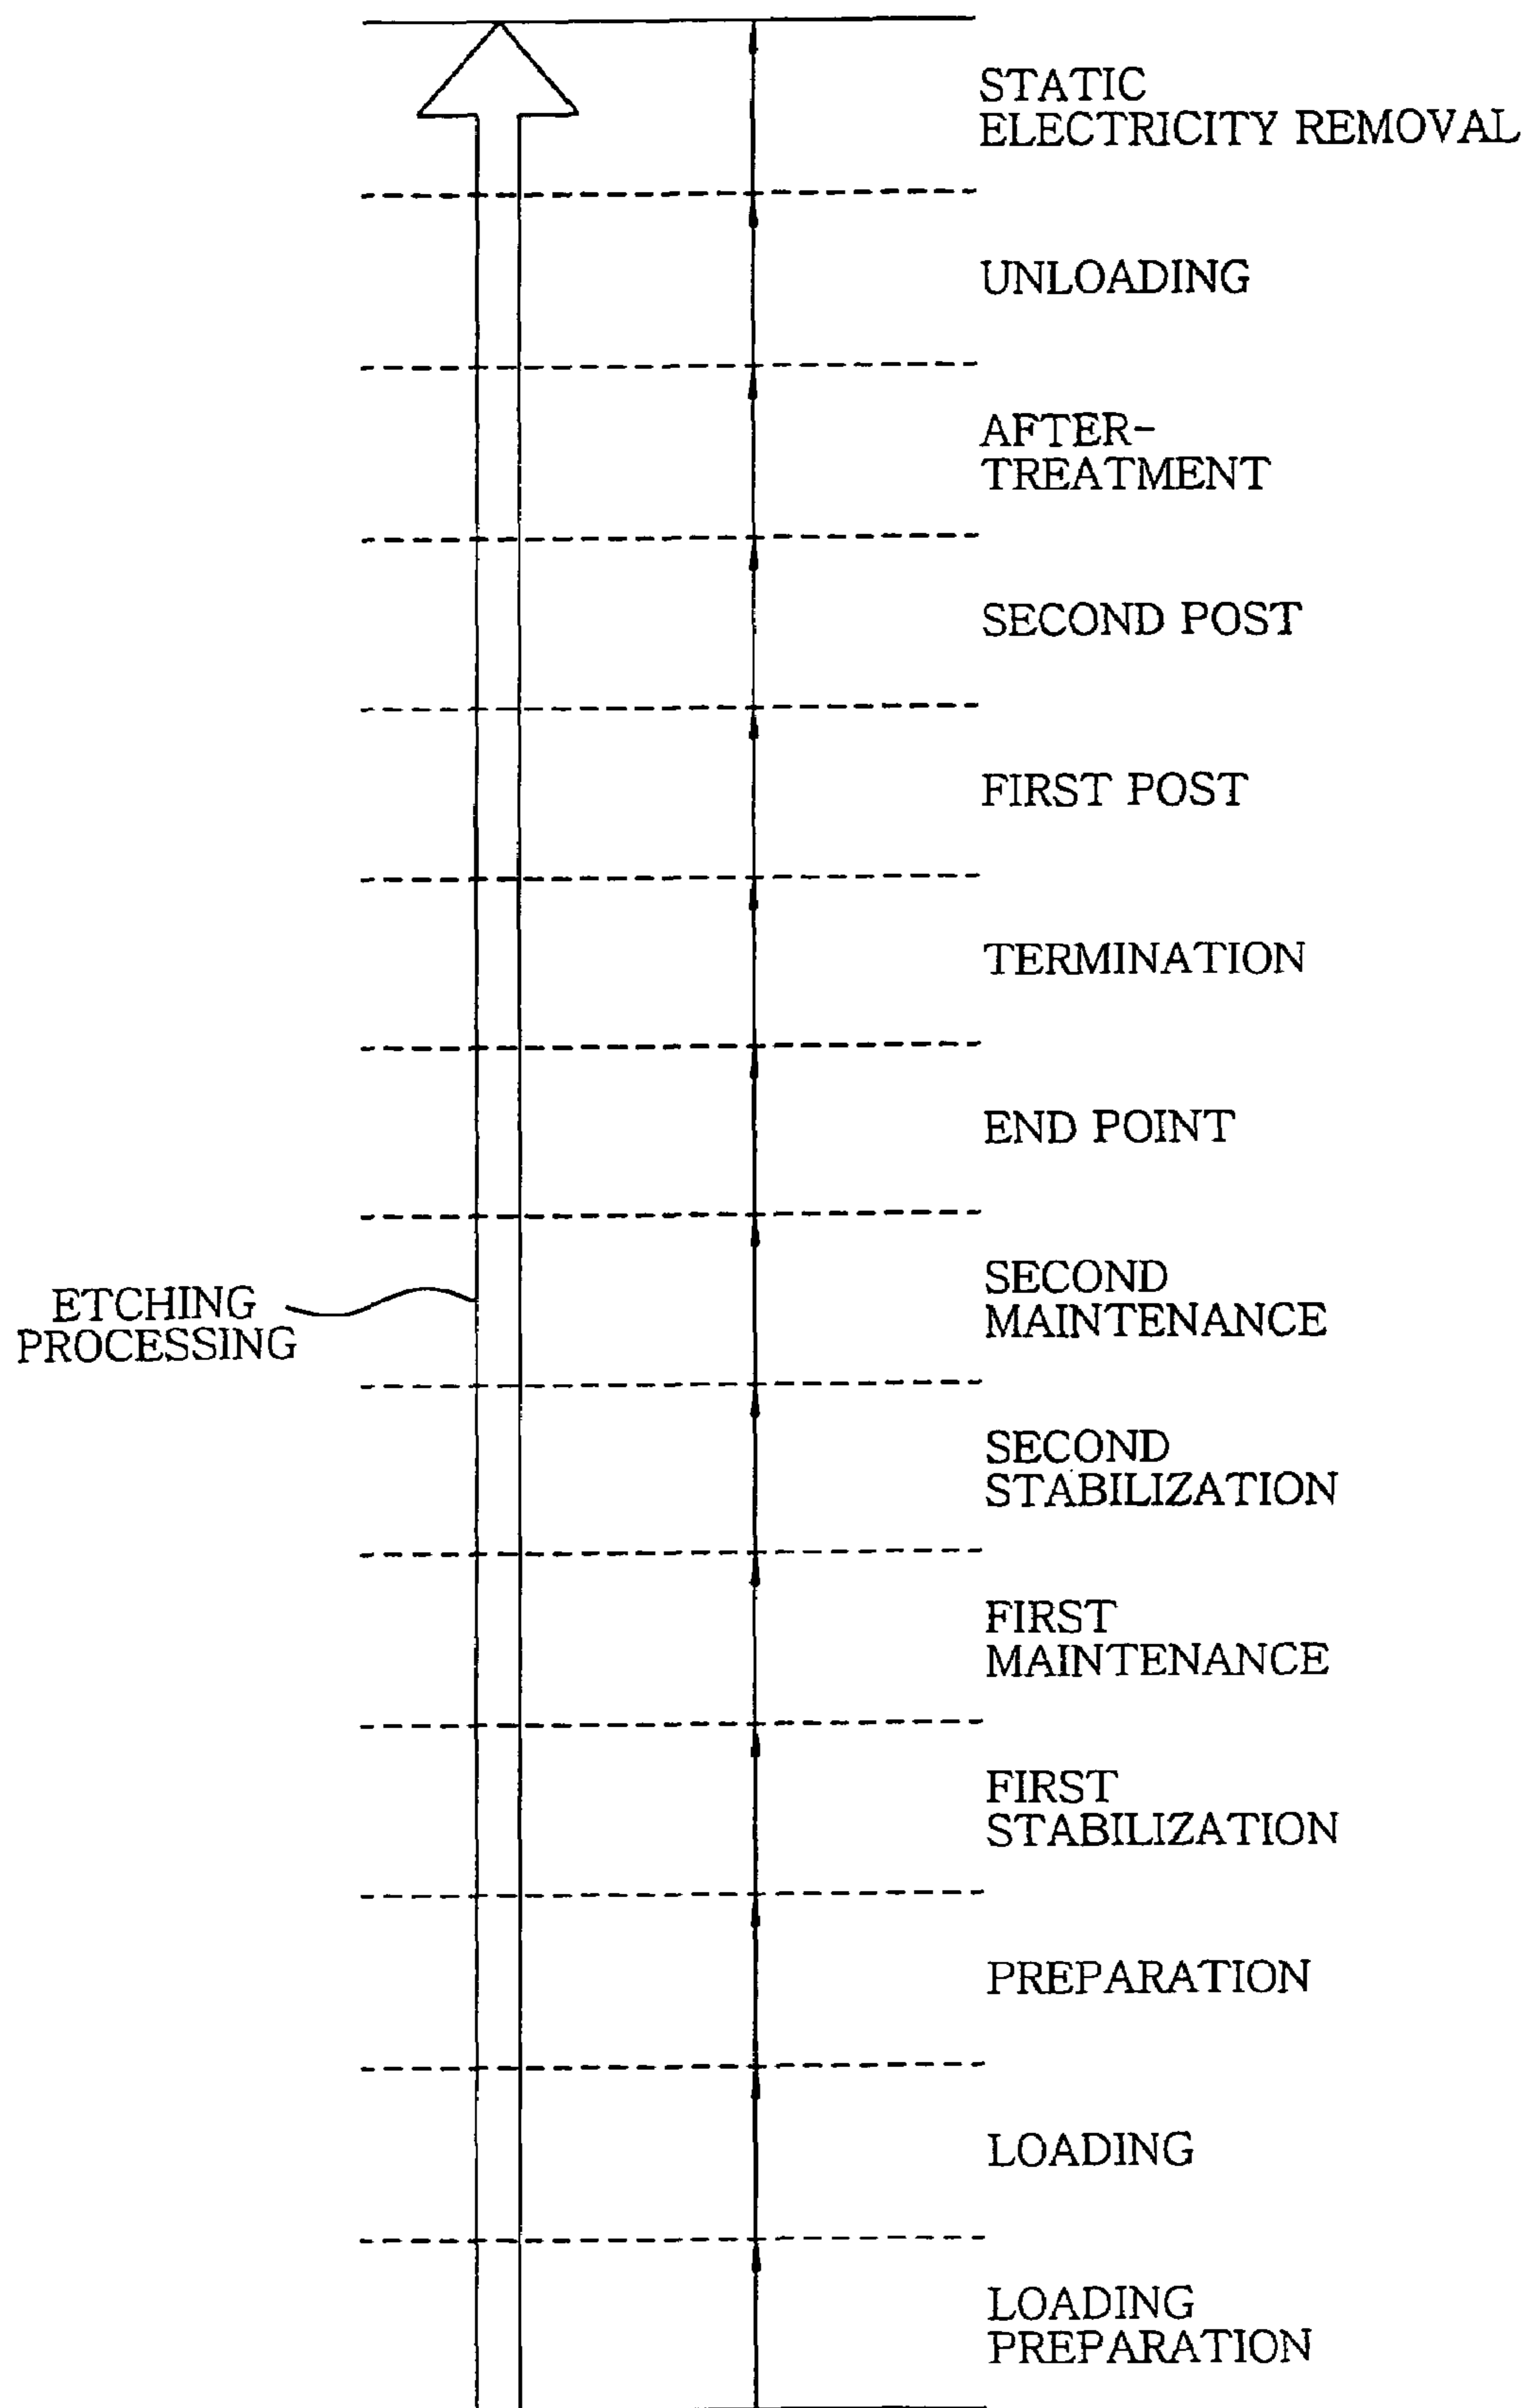 STATIC
ELECTRICITY REMOVAL
UNLOADING
AFTER-
TREATMENT
SECOND POST
FIRST POST
TERMINATION
END POINT
SECOND
MAINTENANCE
ETCHING
PROCESSING
SECOND
STABILIZATION
FIRST
MAINTENANCE
FIRST
STABILIZATION
PREPARATION
LOADING
LOADING
PREPARATION